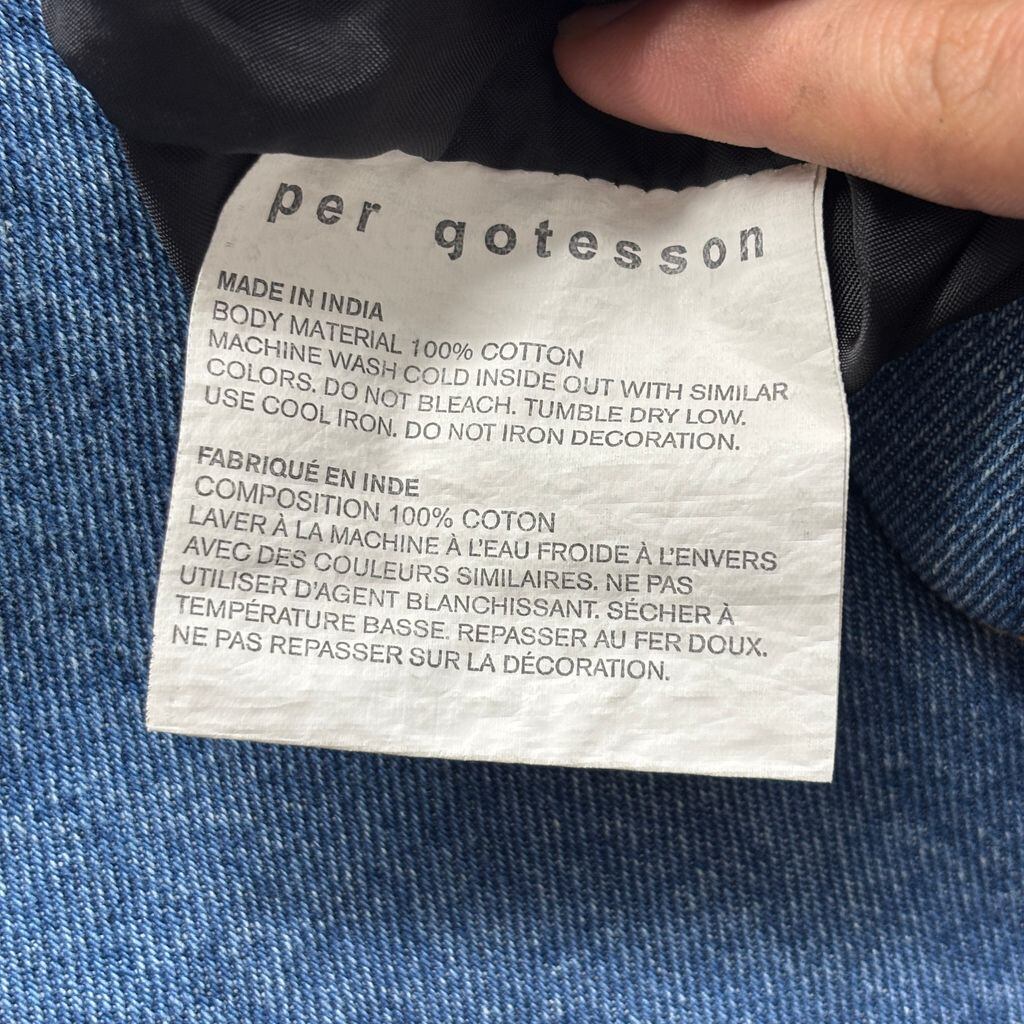 per qotesson
MADE IN INDIA
BODY MATERIAL 100% COTTON
MACHINE WASH COLD INSIDE OUT WITH SIMILAR
COLORS. DO NOT BLEACH. TUMBLE DRY LOW.
USE COOL IRON. DO NOT IRON DECORATION.
FABRIQUÉ EN INDE
COMPOSITION 100% COTON
LAVER À LA MACHINE À L'EAU FROIDE À L'ENVERS
AVEC DES COULEURS SIMILAIRES. NE PAS
UTILISER D'AGENT BLANCHISSANT. SÉCHER À
TEMPÉRATURE BASSE. REPASSER AU FER DOUX.
NE PAS REPASSER SUR LA DÉCORATION.